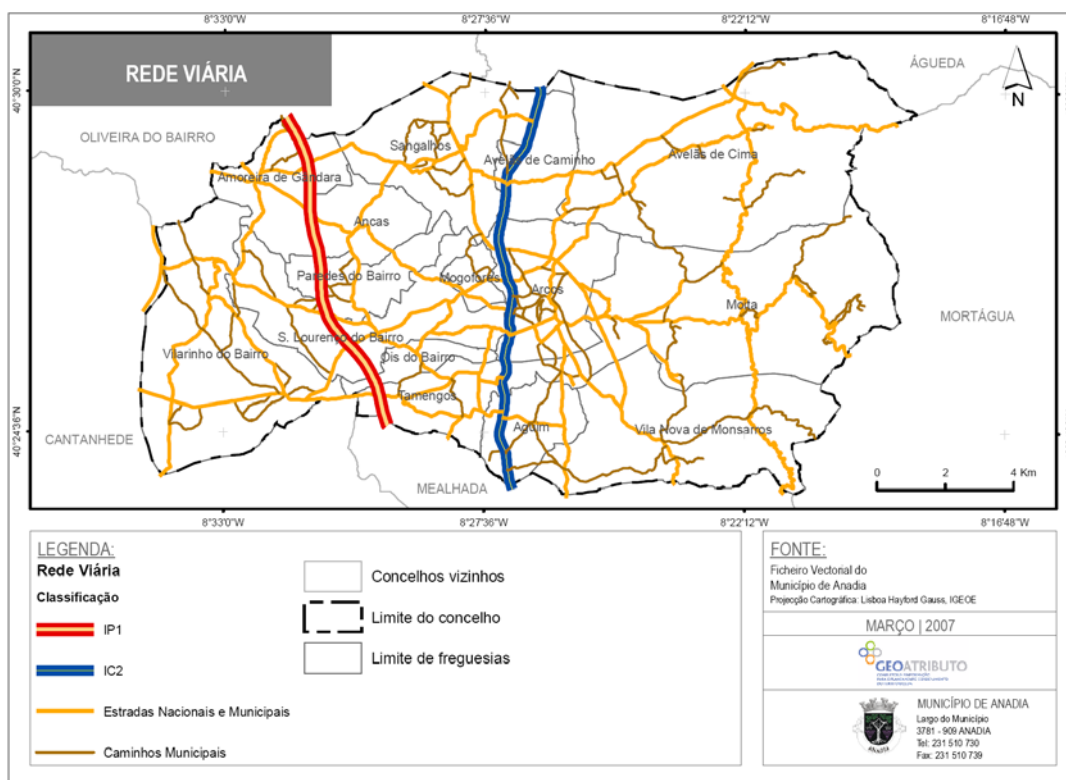 8°33'0"W
8°27'36"W
8°22'12"W
8°16'48"W
REDE VIÁRIA
ÁGUEDA
N
40°30'0"N
OLIVEIRA DO BAIRRO
Sangalhos
Avelãs de Caminho
Avelãs de Cima
Amoreira de Gândara
Ancas
Paredes do Bairro
Mogofores
Arcos
Moita
MORTÁGUA
S. Lourenço do Bairro
Vilarinho do Bairro
Óis do Bairro
Tamengos
40°24'36"N
CANTANHEDE
Aguim
Vila Nova de Monsarros
MEALHADA
0 2 4 Km
8°33'0"W
8°27'36"W
8°22'12"W
8°16'48"W
LEGENDA:
Rede Viária
Classificação
IP1
IC2
Estradas Nacionais e Municipais
Caminhos Municipais
Concelhos vizinhos
Limite do concelho
Limite de freguesias
FONTE:
Ficheiro Vectorial do
Município de Anadia
Projecção Cartográfica: Lisboa Hayford Gauss, IGEOE
MARÇO | 2007
GEOATRIBUTO
MUNICÍPIO DE ANADIA
Largo do Município
3781 - 909 ANADIA
Tel: 231 510 730
Fax: 231 510 739
ANADIA